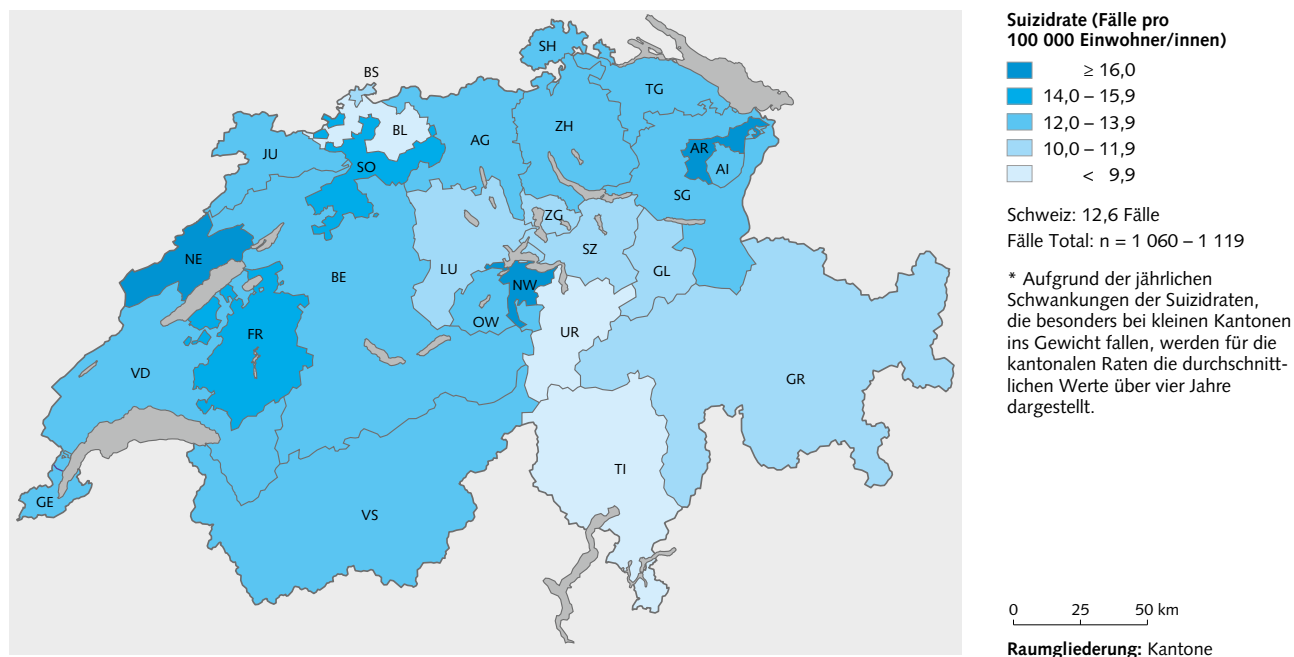 SH
BS
TG
BL
ZH
AG
AR
JU
SO
AI
SG
ZG
SZ
NE
LU
GL
BE
NW
OW
UR
FR
VD
GR
TI
GE
VS
Suizidrate (Fälle pro
100 000 Einwohner/innen)
≥ 16,0
14,0 – 15,9
12,0 – 13,9
10,0 – 11,9
< 9,9
Schweiz: 12,6 Fälle
Fälle Total: n = 1 060 – 1 119
* Aufgrund der jährlichen
Schwankungen der Suizidraten,
die besonders bei kleinen Kantonen
ins Gewicht fallen, werden für die
kantonalen Raten die durchschnitt-
lichen Werte über vier Jahre
dargestellt.
0 25 50 km
Raumgliederung: Kantone